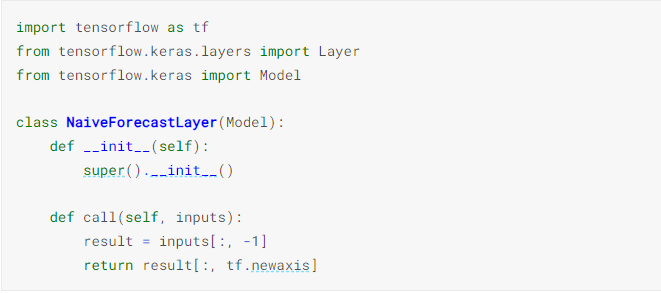 import tensorflow as tf
from tensorflow.keras.layers import Layer
from tensorflow.keras import Model
class NaiveForecastLayer(Model):
def __init__(self):
super().__init__()
def call(self, inputs):
result = inputs[:, -1]
return result[:, tf.newaxis]